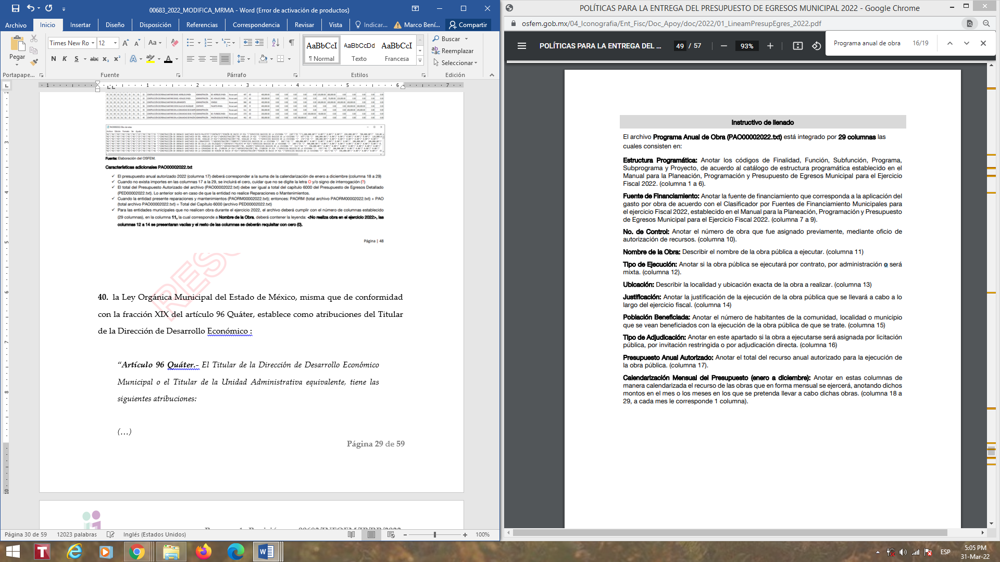 00683_2022_MODIFICA_MRMA - Word (Error de activación de productos)
Archivo Inicio Insertar Diseño Disposición Referencias Correspondencia Revisar Vista Indicar... Marco Bení... Compartir
Times New Ro 12 Aa
Pegar
N K S abc x₂ x²
AaBbCcI AaBbCcDd AaBbCcI
¶ Normal Texto Francesa
Buscar
Reemplazar
Seleccionar
Portapape... Fuente Párrafo Estilos Edición
Fuente: Elaboración del OSFEM.
Características adicionales PAO00002022.txt
✓ El presupuesto anual autorizado 2022 (columna 17) deberá corresponder a la suma de la calendarización de enero a diciembre (columna 18 a 29)
✓ Cuando no exista importes en las columnas 17 a la 29, se incluirá el cero, cuidar que no se digite la letra O y/o signo de interrogación (?)
✓ El total del Presupuesto Autorizado del archivo (PAO00002022.txt) debe ser igual a total del capítulo 6000 del Presupuesto de Egresos Detallado
(PED00002022.txt). Lo anterior solo en caso de que la entidad no realice Reparaciones o Mantenimientos.
✓ Cuando la entidad presente reparaciones y mantenimientos (PAORM00002022.txt); entonces: PAORM (total archivo PAORM00002022.txt) + PAO
(total archivo PAO00002022.txt) = Total del Capítulo 6000 (archivo PED00002022.txt)
✓ Para las entidades municipales que no realicen obra durante el ejercicio 2022, el archivo deberá cumplir con el número de columnas establecido
(29 columnas), en la columna 11, la cual corresponde a Nombre de la Obra, deberá contener la leyenda: <No realiza obra en el ejercicio 2022>, las
columnas 12 a 14 se presentaran vacías y el resto de las columnas se deberán requisitar con cero (0).
Página | 48
40. la Ley Orgánica Municipal del Estado de México, misma que de conformidad
con la fracción XIX del artículo 96 Quáter, establece como atribuciones del Titular
de la Dirección de Desarrollo Económico :
“Artículo 96 Quáter.- El Titular de la Dirección de Desarrollo Económico
Municipal o el Titular de la Unidad Administrativa equivalente, tiene las
siguientes atribuciones:
(…)
Página 29 de 59
Página 30 de 59 12023 palabras Inglés (Estados Unidos) 100%
POLÍTICAS PARA LA ENTREGA DEL PRESUPUESTO DE EGRESOS MUNICIPAL 2022 - Google Chrome
osfem.gob.mx/04_Iconografia/Ent_Fisc/Doc_Apoy/doc/2022/01_LineamPresupEgres_2022.pdf
POLÍTICAS PARA LA ENTREGA DEL ... 49 / 57 93%
Programa anual de obra 16/19
Instructivo de llenado
El archivo Programa Anual de Obra (PAO00002022.txt) está integrado por 29 columnas las
cuales consisten en:
Estructura Programática: Anotar los códigos de Finalidad, Función, Subfunción, Programa,
Subprograma y Proyecto, de acuerdo al catálogo de estructura programática establecido en el
Manual para la Planeación, Programación y Presupuesto de Egresos Municipal para el Ejercicio
Fiscal 2022. (columna 1 a 6).
Fuente de Financiamiento: Anotar la fuente de financiamiento que corresponda a la aplicación del
gasto por obra de acuerdo con el Clasificador por Fuentes de Financiamiento Municipales para
el ejercicio Fiscal 2022, establecido en el Manual para la Planeación, Programación y Presupuesto
de Egresos Municipal para el Ejercicio Fiscal 2022. (columna 7 a 9).
No. de Control: Anotar el número de obra que fue asignado previamente, mediante oficio de
autorización de recursos. (columna 10).
Nombre de la Obra: Describir el nombre de la obra pública a ejecutar. (columna 11)
Tipo de Ejecución: Anotar si la obra pública se ejecutará por contrato, por administración o será
mixta. (columna 12).
Ubicación: Describir la localidad y ubicación exacta de la obra a realizar. (columna 13)
Justificación: Anotar la justificación de la ejecución de la obra pública que se llevará a cabo a lo
largo del ejercicio fiscal. (columna 14)
Población Beneficiada: Anotar el número de habitantes de la comunidad, localidad o municipio
que se vean beneficiados con la ejecución de la obra pública de que se trate. (columna 15)
Tipo de Adjudicación: Anotar en este apartado si la obra a ejecutarse será asignada por licitación
pública, por invitación restringida o por adjudicación directa. (columna 16)
Presupuesto Anual Autorizado: Anotar el total del recurso anual autorizado para la ejecución de
la obra pública. (columna 17).
Calendarización Mensual del Presupuesto (enero a diciembre): Anotar en estas columnas de
manera calendarizada el recurso de las obras que en forma mensual se ejercerá, anotando dichos
montos en el mes o los meses en los que se pretenda llevar a cabo dichas obras. (columna 18 a
29, a cada mes le corresponde 1 columna).
ESP
5:05 PM
31-Mar-22